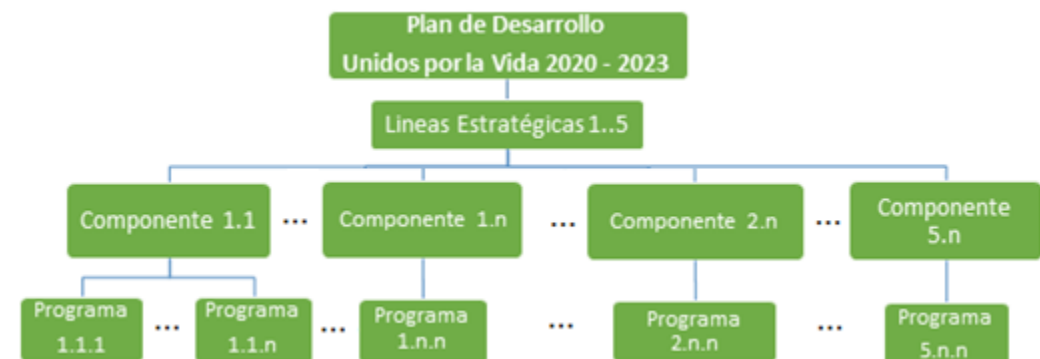 Plan de Desarrollo
Unidos por la Vida 2020 - 2023
Lineas Estratégicas 1..5
Componente 1.1
...
Componente 1.n
...
Componente 2.n
...
Componente
5.n
Programa
1.1.1
...
Programa
1.1.n
...
Programa
1.n.n
...
Programa
2.n.n
...
Programa
5.n.n